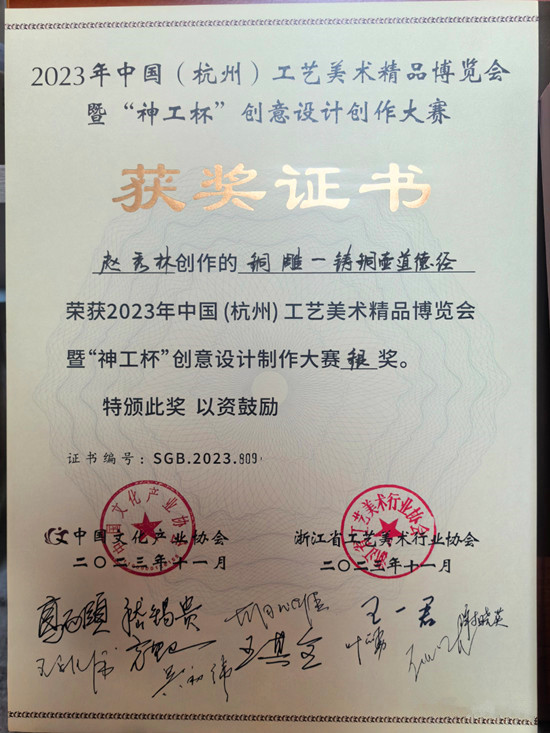 2023年中国（杭州）工艺美术精品博览会
暨“神工杯”创意设计创作大赛
获奖证书
赵秀林创作的 铜雕一铸铜壶道德经
荣获2023年中国(杭州)工艺美术精品博览会
暨“神工杯”创意设计制作大赛银奖。
特颁此奖 以资鼓励
证书编号：SGB.2023.809
中国文化产业协会
浙江省工艺美术行业协会
二〇二三年十一月
二〇二三年十一月
中国文化产业协会
浙江省工艺美术行业协会
嵇锡贵
王一君